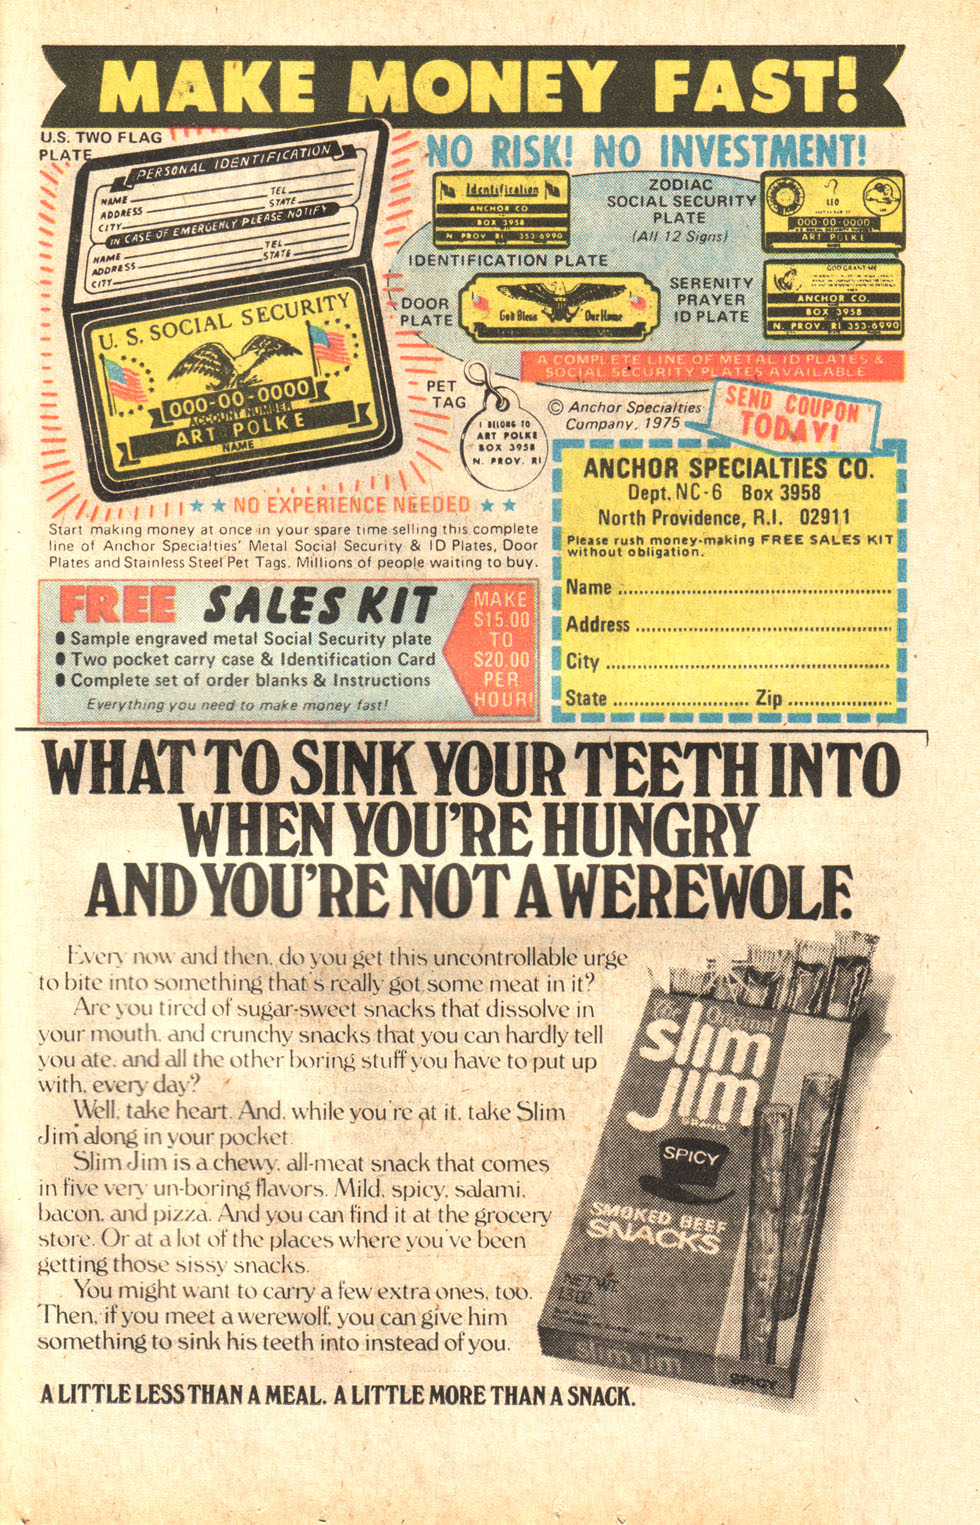 MAKE MONEY FAST!
U.S. TWO FLAG
PLATE
PERSONAL IDENTIFICATION
NAME TEL
ADDRESS STATE
CITY
IN CASE OF EMERGENCY PLEASE NOTIFY
NAME TEL
ADDRESS STATE
CITY
U. S. SOCIAL SECURITY
000-00-0000
ACCOUNT NUMBER
ART POLKE
NAME
NO RISK! NO INVESTMENT!
Identification
ANCHOR CO
BOX 3958
N. PROV RI 353-6990
IDENTIFICATION PLATE
ZODIAC
SOCIAL SECURITY
PLATE
(All 12 Signs)
LEO
000-00-0000
ART POLKE
DOOR
PLATE
God Bless Our Home
SERENITY
PRAYER
ID PLATE
GOD GRANT ME
ANCHOR CO.
BOX 3958
N. PROV. RI 353-6990
A COMPLETE LINE OF METAL ID PLATES &
SOCIAL SECURITY PLATES AVAILABLE
PET
TAG
I BELONG TO
ART POLKE
BOX 3958
N. PROV. RI
© Anchor Specialties
Company, 1975
SEND COUPON
TODAY!
★ ★ NO EXPERIENCE NEEDED ★ ★
Start making money at once in your spare time selling this complete
line of Anchor Specialties' Metal Social Security & ID Plates, Door
Plates and Stainless Steel Pet Tags. Millions of people waiting to buy.
FREE SALES KIT
● Sample engraved metal Social Security plate
● Two pocket carry case & Identification Card
● Complete set of order blanks & Instructions
Everything you need to make money fast!
MAKE
$15.00
TO
$20.00
PER
HOUR!
ANCHOR SPECIALTIES CO.
Dept. NC-6 Box 3958
North Providence, R.I. 02911
Please rush money-making FREE SALES KIT
without obligation.
Name
Address
City
State Zip
WHAT TO SINK YOUR TEETH INTO
WHEN YOU'RE HUNGRY
AND YOU'RE NOT A WEREWOLF.
Every now and then, do you get this uncontrollable urge
to bite into something that's really got some meat in it?
Are you tired of sugar-sweet snacks that dissolve in
your mouth, and crunchy snacks that you can hardly tell
you ate, and all the other boring stuff you have to put up
with, every day?
Well, take heart. And, while you're at it, take Slim
Jim along in your pocket.
Slim Jim is a chewy, all-meat snack that comes
in five very un-boring flavors. Mild, spicy, salami,
bacon, and pizza. And you can find it at the grocery
store. Or at a lot of the places where you've been
getting those sissy snacks.
You might want to carry a few extra ones, too.
Then, if you meet a werewolf, you can give him
something to sink his teeth into instead of you.
A LITTLE LESS THAN A MEAL. A LITTLE MORE THAN A SNACK.
slim
jim
BRAND
SPICY
SMOKED BEEF
SNACKS
NET WT.
slim jim
SPICY